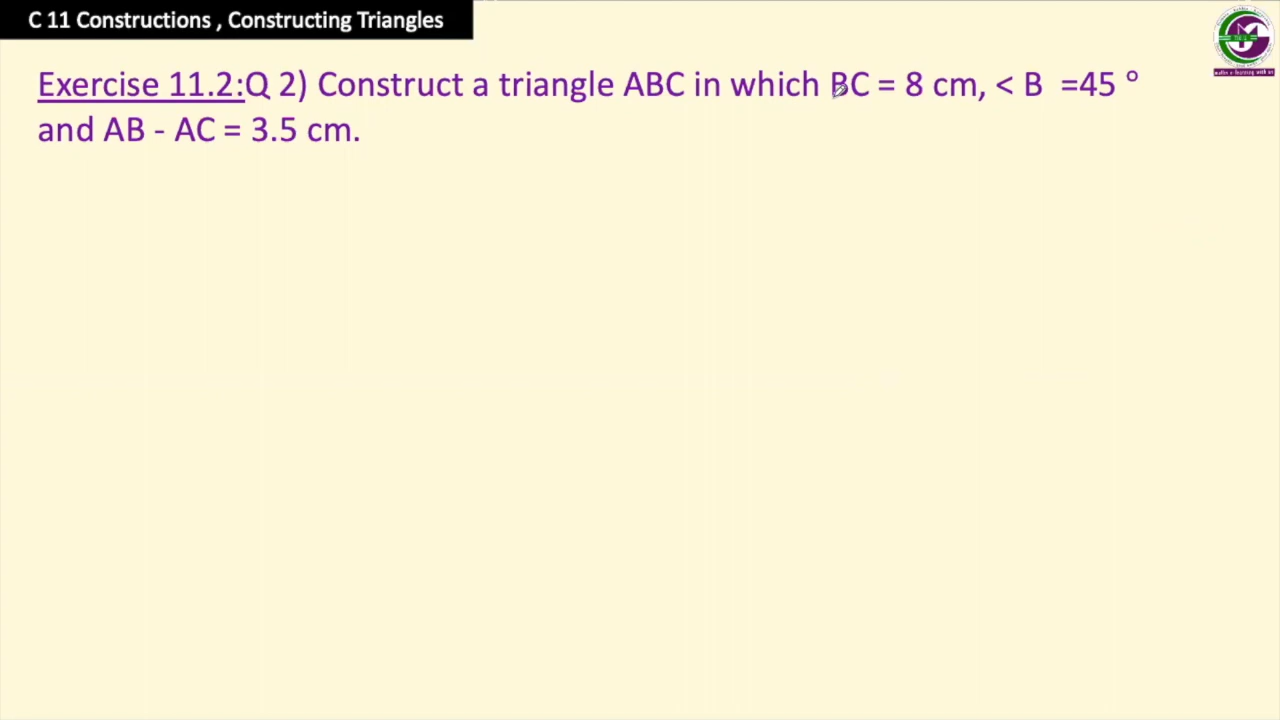 C 11 Constructions , Constructing Triangles
Exercise 11.2:Q 2) Construct a triangle ABC in which BC = 8 cm, < B =45 °
and AB - AC = 3.5 cm.